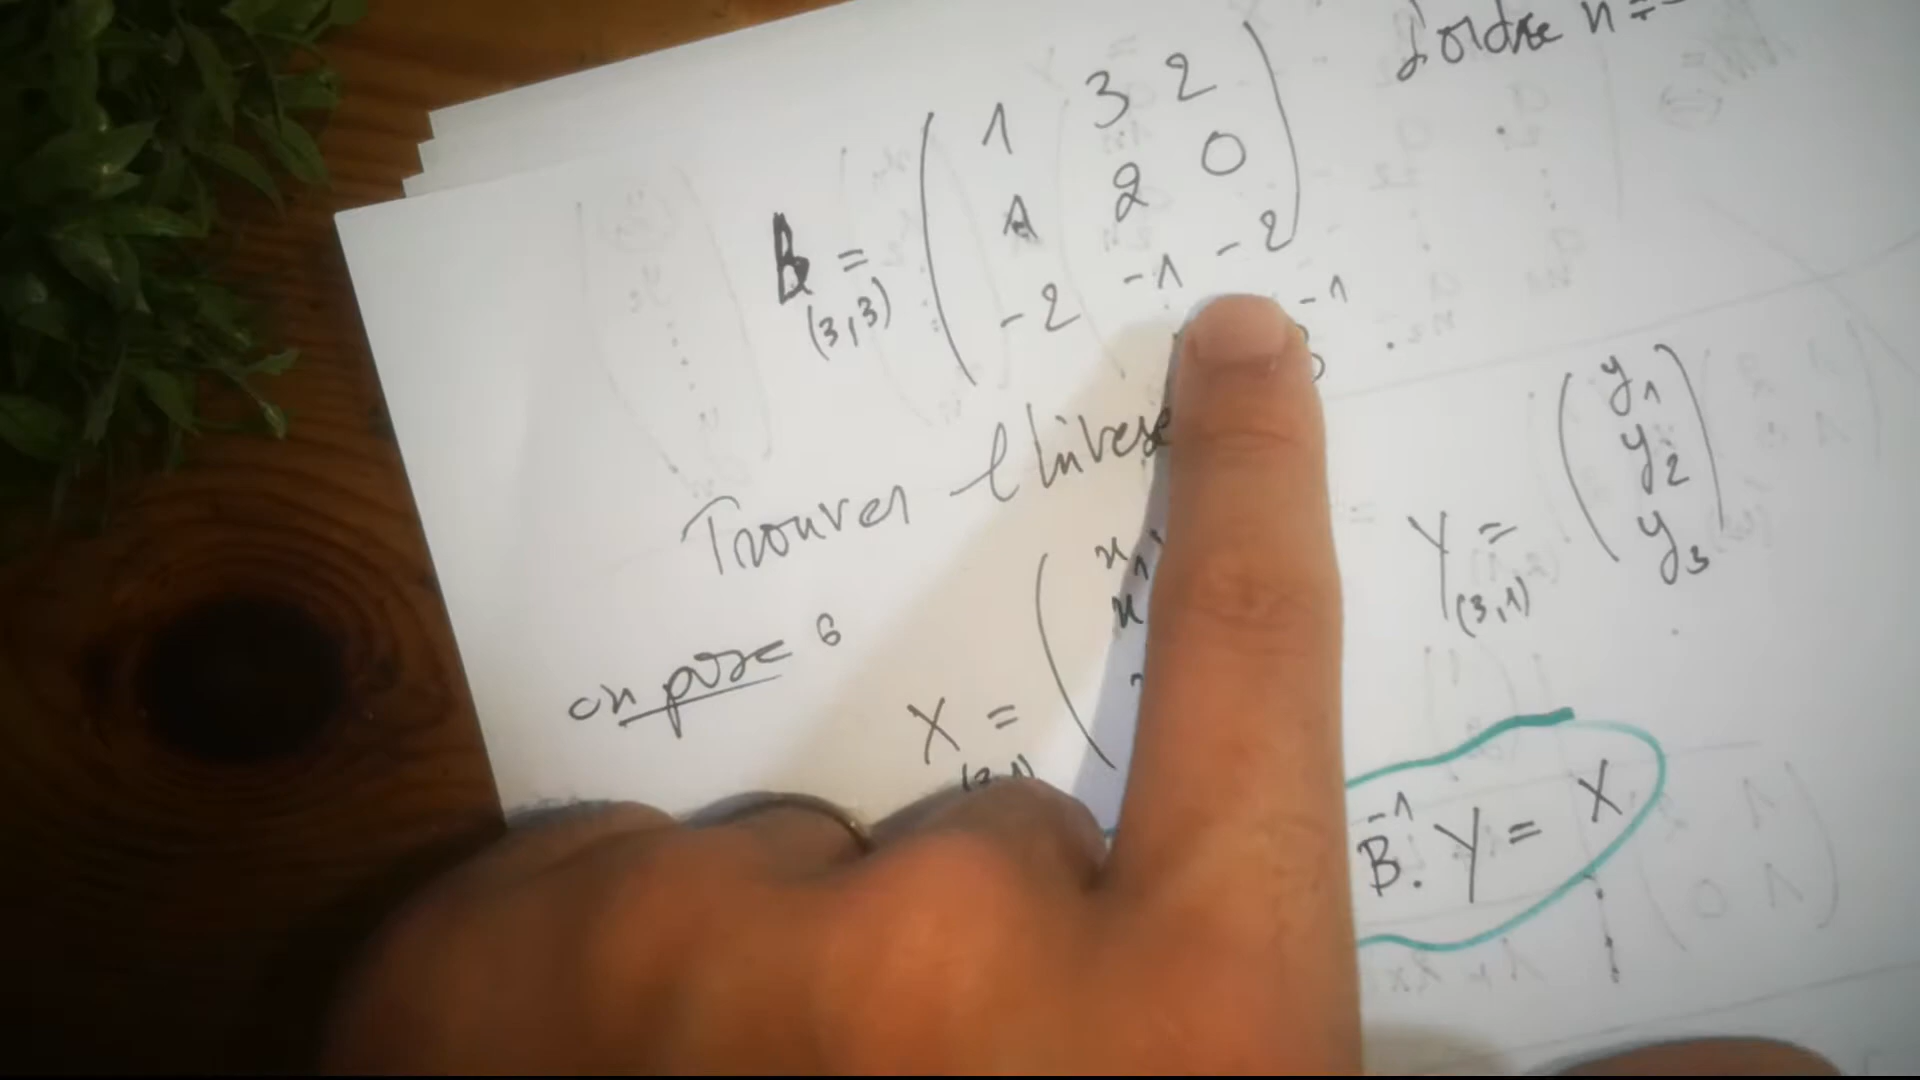 d'ordre n =
B = ( 1 3 2
(3,3) 1 2 0
-2 -1 -2 )
Trouver l'inverse
-1
on pose :
X = ( x1
x
Y = ( y1
(3,1) y2
y3 )
B-1 . Y = X